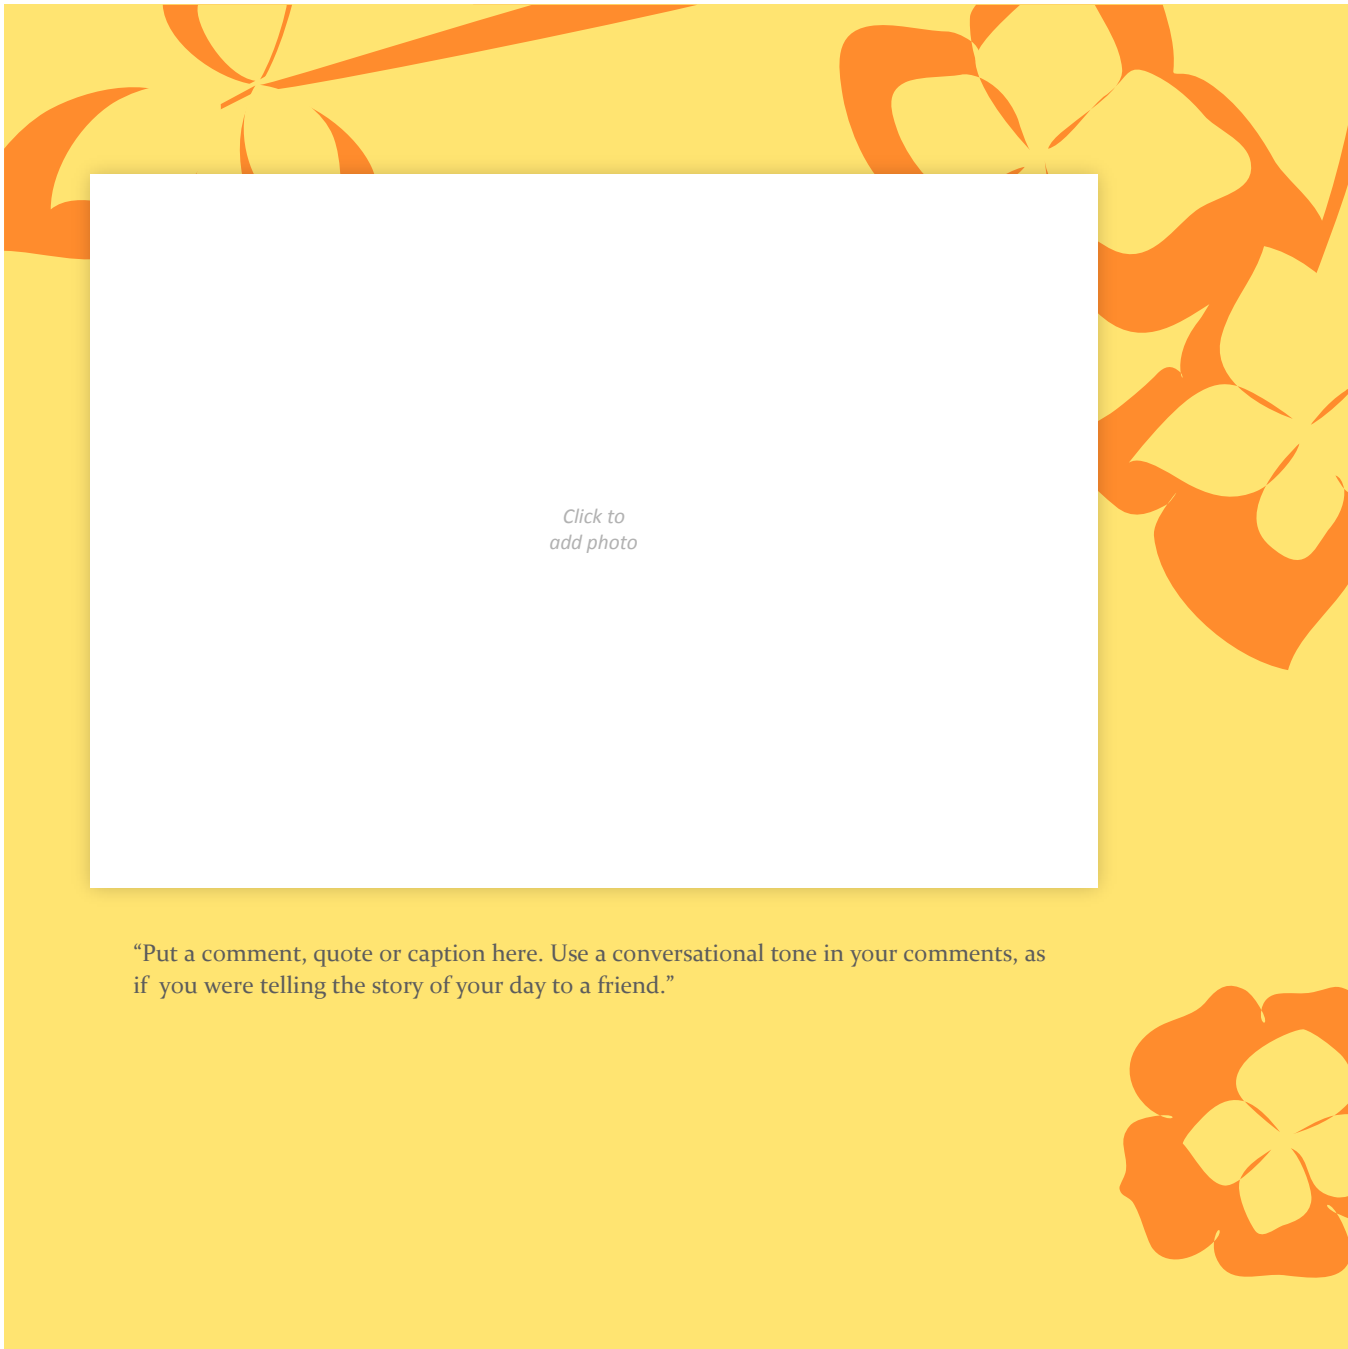 Click to
add photo
“Put a comment, quote or caption here. Use a conversational tone in your comments, as
if  you were telling the story of your day to a friend.”